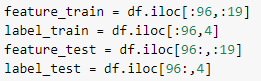 feature_train = df.iloc[:96,:19]
label_train = df.iloc[:96,4]
feature_test = df.iloc[96:,:19]
label_test = df.iloc[96:,4]